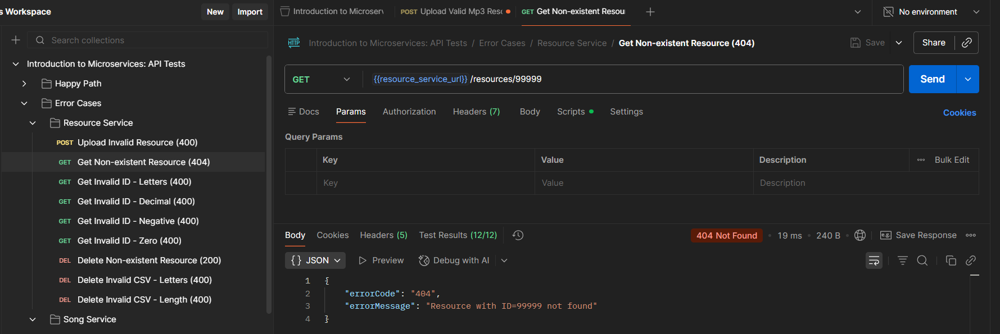 s Workspace
New
Import
Search collections
Introduction to Microservices: API Tests
Happy Path
Error Cases
Resource Service
POST Upload Invalid Resource (400)
GET Get Non-existent Resource (404)
GET Get Invalid ID - Letters (400)
GET Get Invalid ID - Decimal (400)
GET Get Invalid ID - Negative (400)
GET Get Invalid ID - Zero (400)
DEL Delete Non-existent Resource (200)
DEL Delete Invalid CSV - Letters (400)
DEL Delete Invalid CSV - Length (400)
Song Service
Introduction to Microserv
POST Upload Valid Mp3 Reso
GET Get Non-existent Resou
No environment
HTTP Introduction to Microservices: API Tests / Error Cases / Resource Service / Get Non-existent Resource (404)
Save
Share
GET
{{resource_service_url}}/resources/99999
Send
Docs
Params
Authorization
Headers (7)
Body
Scripts
Settings
Cookies
Query Params
Key
Value
Description
Bulk Edit
Key
Value
Description
Body
Cookies
Headers (5)
Test Results (12/12)
404 Not Found
19 ms
240 B
e.g.
Save Response
{} JSON
Preview
Debug with AI
1 {
2 "errorCode": "404",
3 "errorMessage": "Resource with ID=99999 not found"
4 }